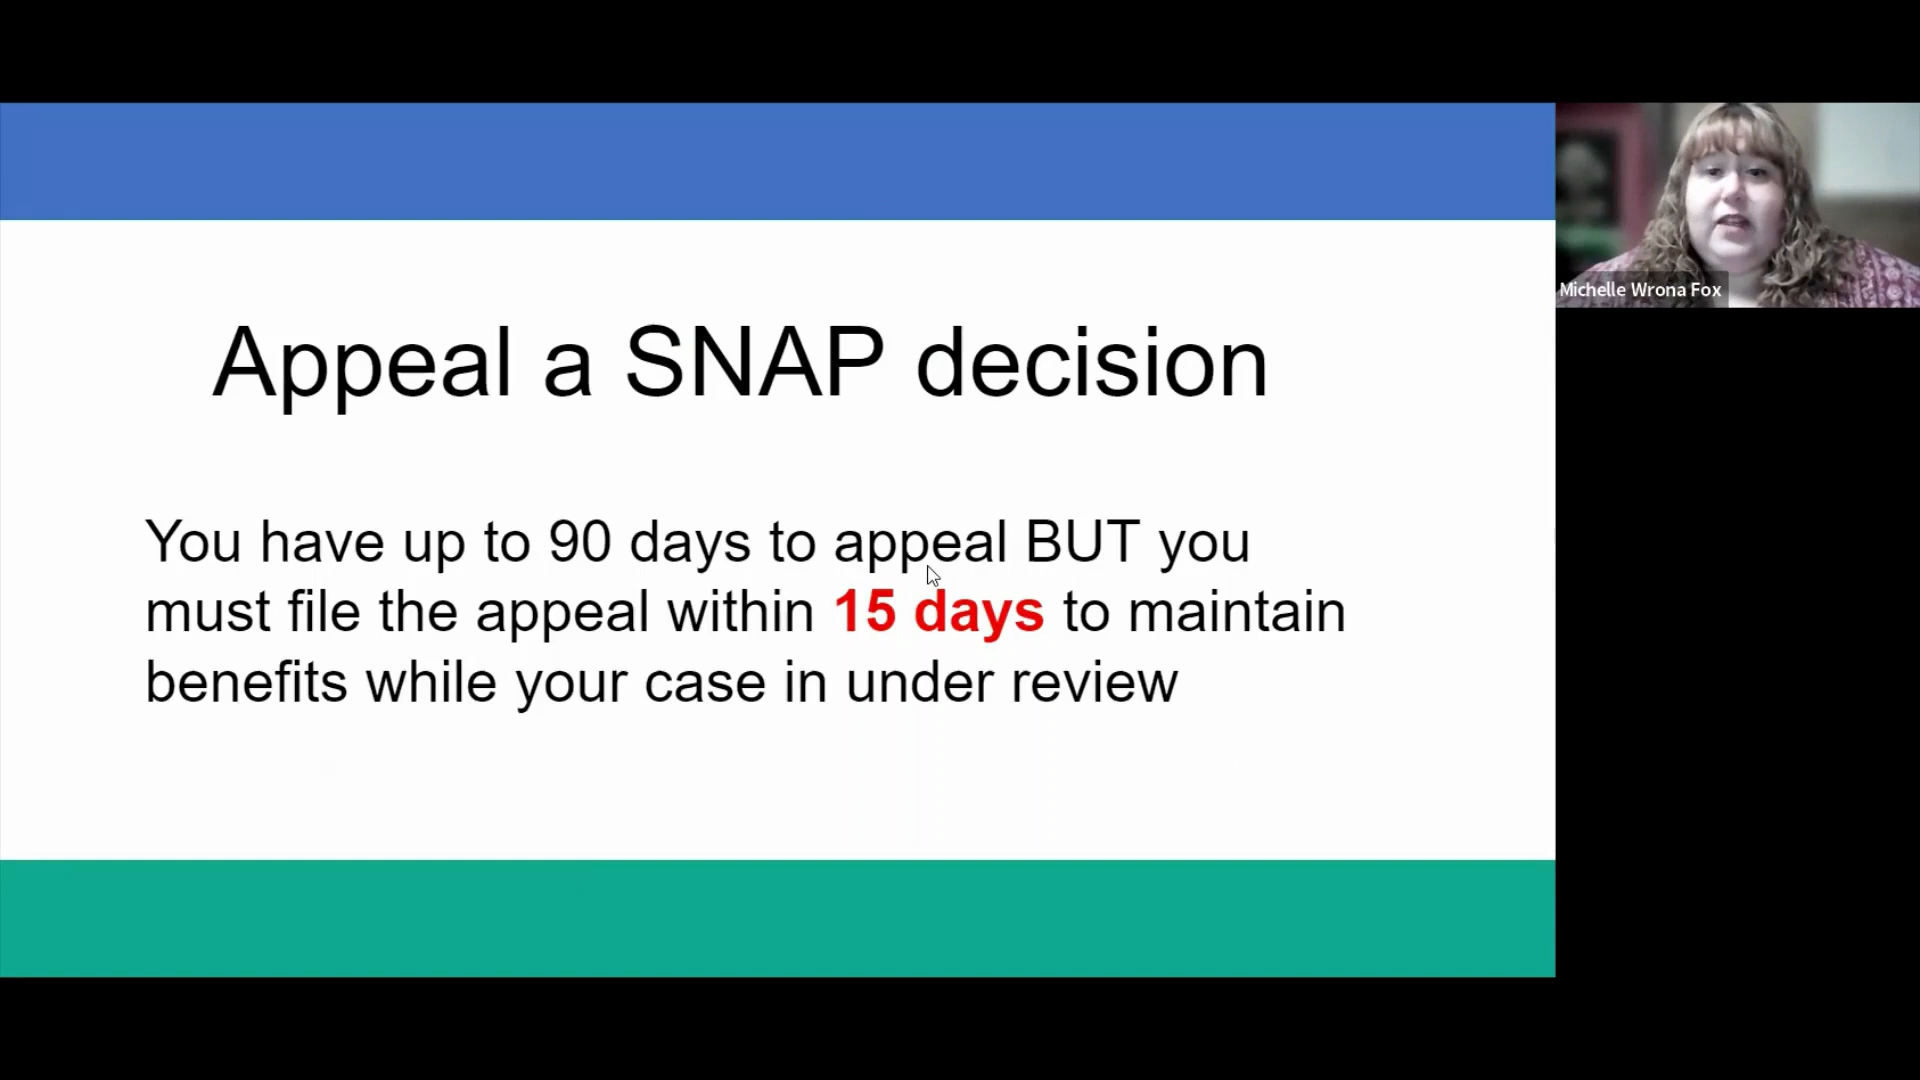 Appeal a SNAP decision
You have up to 90 days to appeal BUT you
must file the appeal within 15 days to maintain
benefits while your case in under review
Michelle Wrona Fox